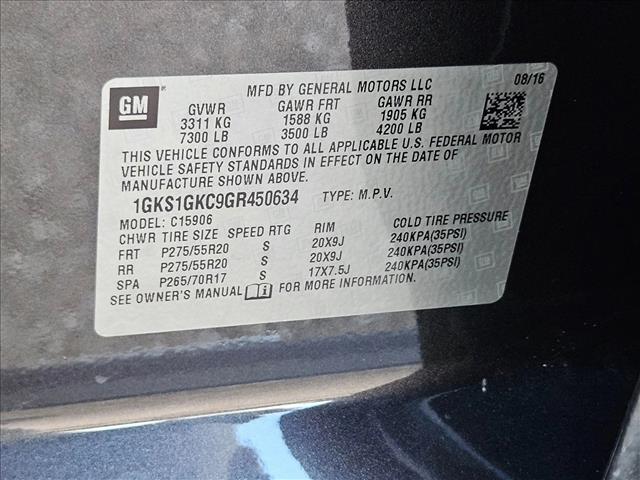 GM
MFD BY GENERAL MOTORS LLC 08/16
GVWR GAWR FRT GAWR RR
3311 KG 1588 KG 1905 KG
7300 LB 3500 LB 4200 LB
THIS VEHICLE CONFORMS TO ALL APPLICABLE U.S. FEDERAL MOTOR
VEHICLE SAFETY STANDARDS IN EFFECT ON THE DATE OF
MANUFACTURE SHOWN ABOVE.
1GKS1GKC9GR450634 TYPE: M.P.V.
MODEL: C15906
CHWR TIRE SIZE SPEED RTG RIM COLD TIRE PRESSURE
FRT P275/55R20 S 20X9J 240KPA(35PSI)
RR P275/55R20 S 20X9J 240KPA(35PSI)
SPA P265/70R17 S 17X7.5J 240KPA(35PSI)
SEE OWNER'S MANUAL FOR MORE INFORMATION.